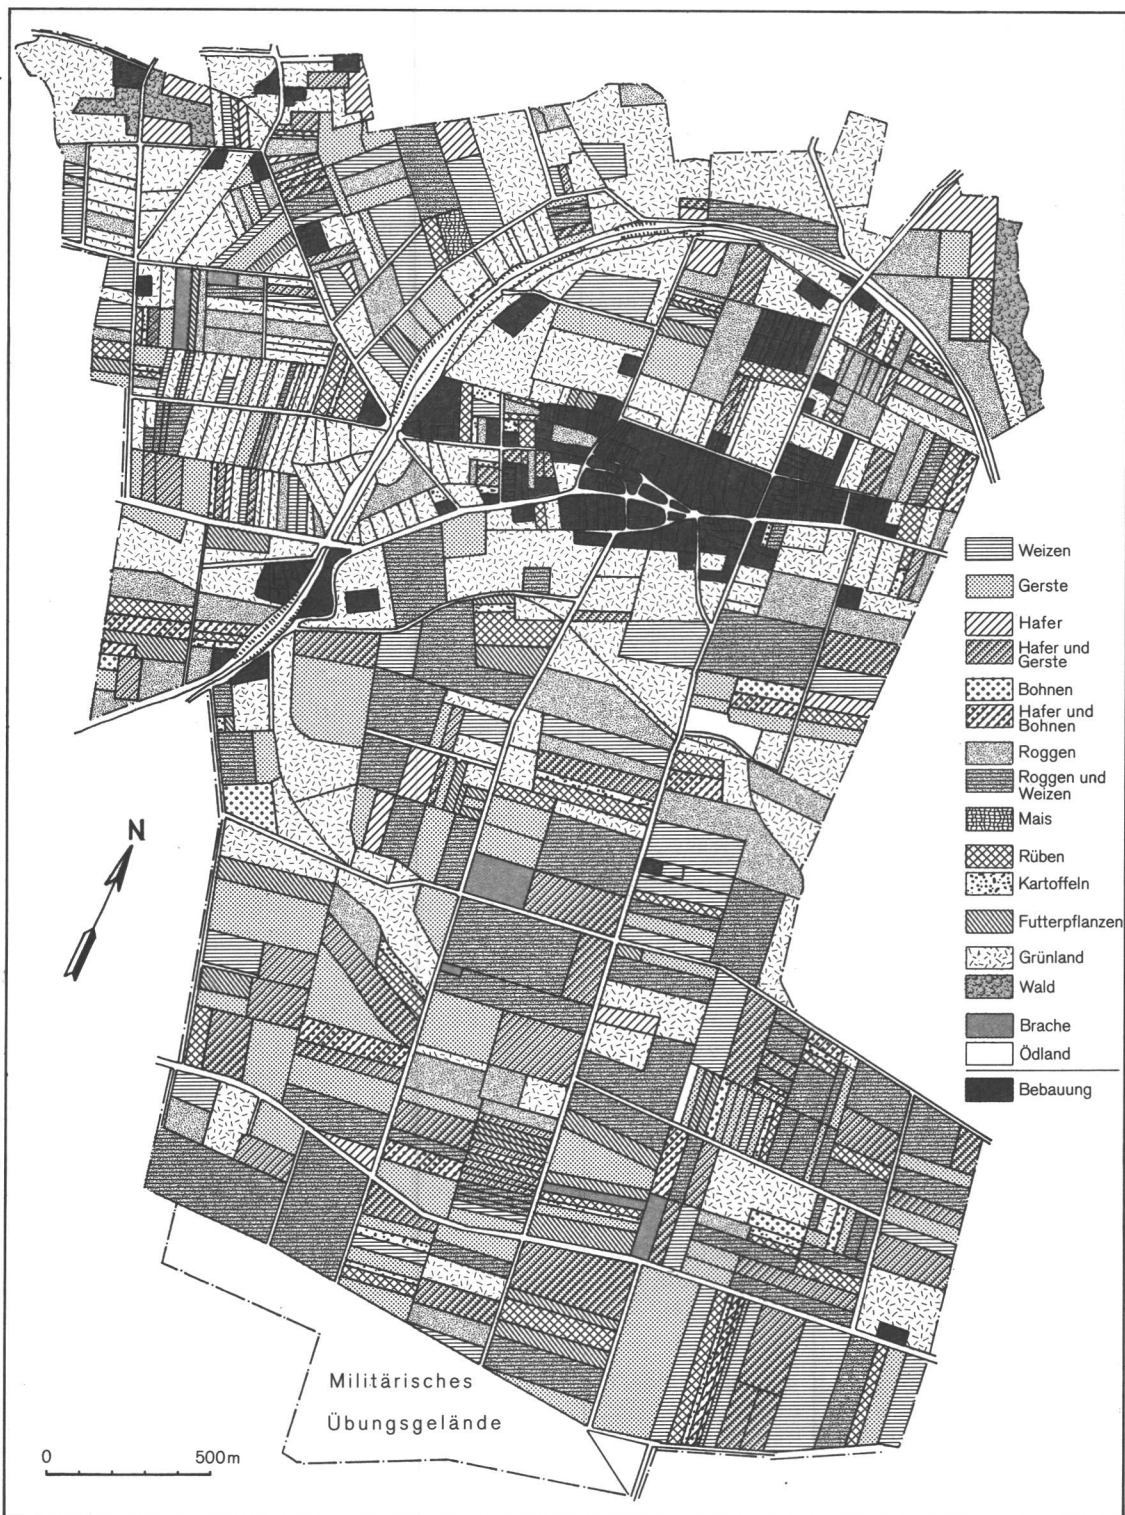 Weizen
Gerste
Hafer
Hafer und
Gerste
Bohnen
Hafer und
Bohnen
Roggen
Roggen und
Weizen
Mais
Rüben
Kartoffeln
Futterpflanzen
Grünland
Wald
Brache
Ödland
Bebauung
N
Militärisches
Übungsgelände
0 500m